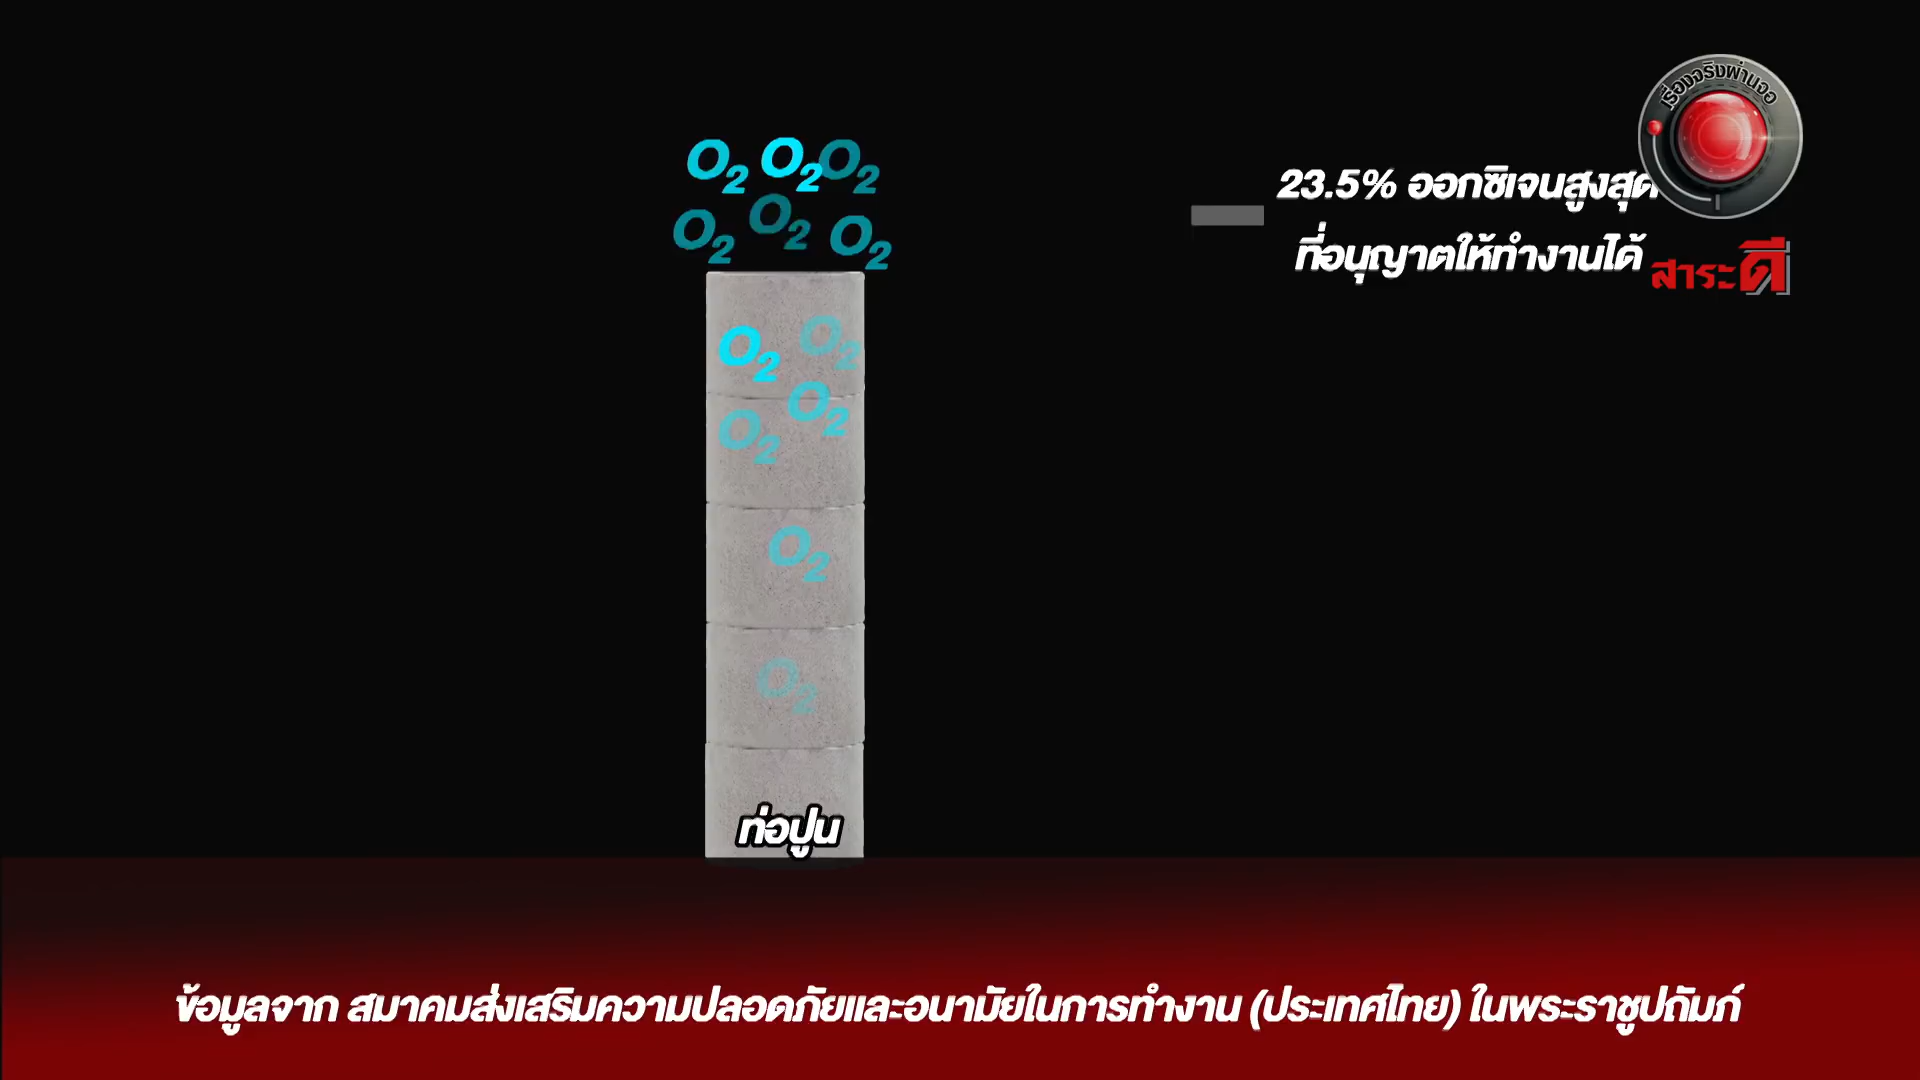 เรื่องจริงผ่านจอ
O2 O2 O2
O2 O2 O2
23.5% ออกซิเจนสูงสุด
ที่อนุญาตให้ทำงานได้
สาระดี
O2 O2
O2 O2
O2
O2
ท่อปูน
ข้อมูลจาก สมาคมส่งเสริมความปลอดภัยและอนามัยในการทำงาน (ประเทศไทย) ในพระราชูปถัมภ์